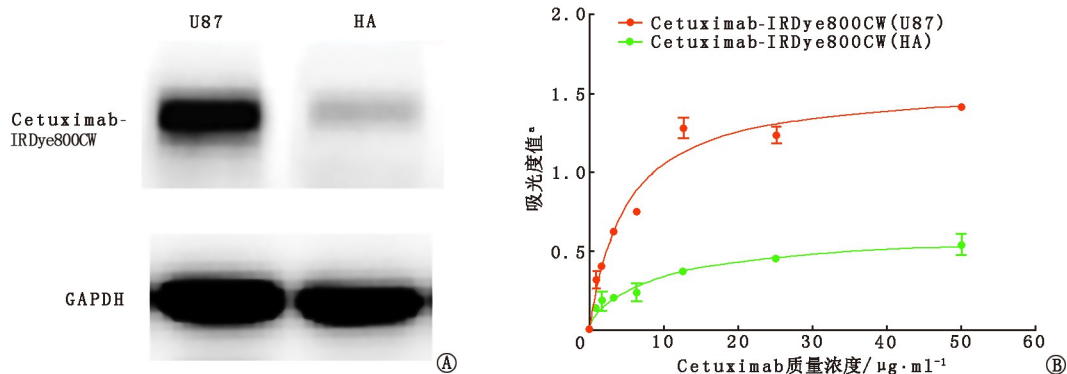 U87 HA
Cetuximab-
IRDye800CW
GAPDH
Ⓐ
2.0
1.5
1.0
0.5
0
0 10 20 30 40 50 60
吸光度值ᵃ
Cetuximab-IRDye800CW(U87)
Cetuximab-IRDye800CW(HA)
Cetuximab质量浓度/μg·ml⁻¹
Ⓑ